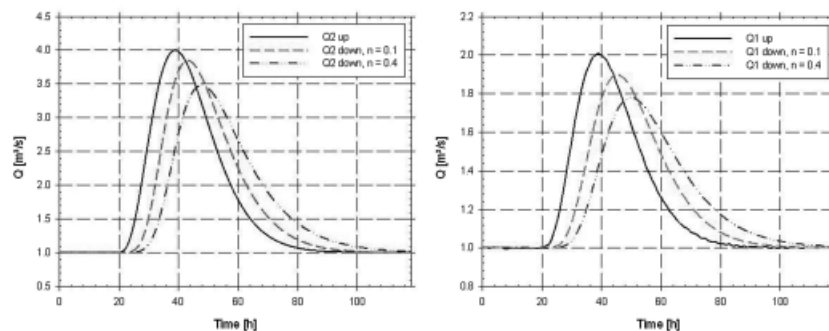 4.5
4.0
3.5
3.0
2.5
2.0
1.5
1.0
0.5
Q [m³/s]
Q2 up
Q2 down, n = 0.1
Q2 down, n = 0.4
0 20 40 60 80 100
Time [h]
2.2
2.0
1.8
1.6
1.4
1.2
1.0
0.8
Q [m³/s]
Q1 up
Q1 down, n = 0.1
Q1 down, n = 0.4
0 20 40 60 80 100
Time [h]